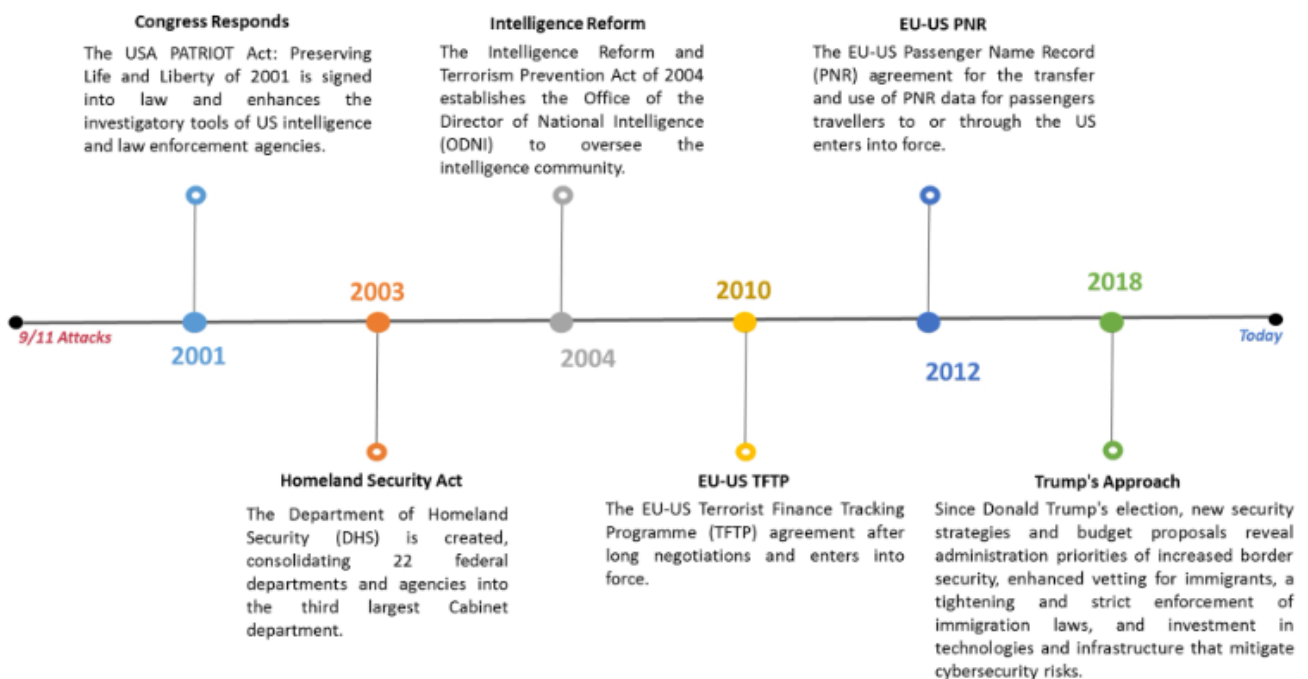 Congress Responds
The USA PATRIOT Act: Preserving
Life and Liberty of 2001 is signed
into law and enhances the
investigatory tools of US intelligence
and law enforcement agencies.
Intelligence Reform
The Intelligence Reform and
Terrorism Prevention Act of 2004
establishes the Office of the
Director of National Intelligence
(ODNI) to oversee the
intelligence community.
EU-US PNR
The EU-US Passenger Name Record
(PNR) agreement for the transfer
and use of PNR data for passengers
travellers to or through the US
enters into force.
9/11 Attacks
2001
2003
2004
2010
2012
2018
Today
Homeland Security Act
The Department of Homeland
Security (DHS) is created,
consolidating 22 federal
departments and agencies into
the third largest Cabinet
department.
EU-US TFTP
The EU-US Terrorist Finance Tracking
Programme (TFTP) agreement after
long negotiations and enters into
force.
Trump's Approach
Since Donald Trump's election, new security
strategies and budget proposals reveal
administration priorities of increased border
security, enhanced vetting for immigrants, a
tightening and strict enforcement of
immigration laws, and investment in
technologies and infrastructure that mitigate
cybersecurity risks.